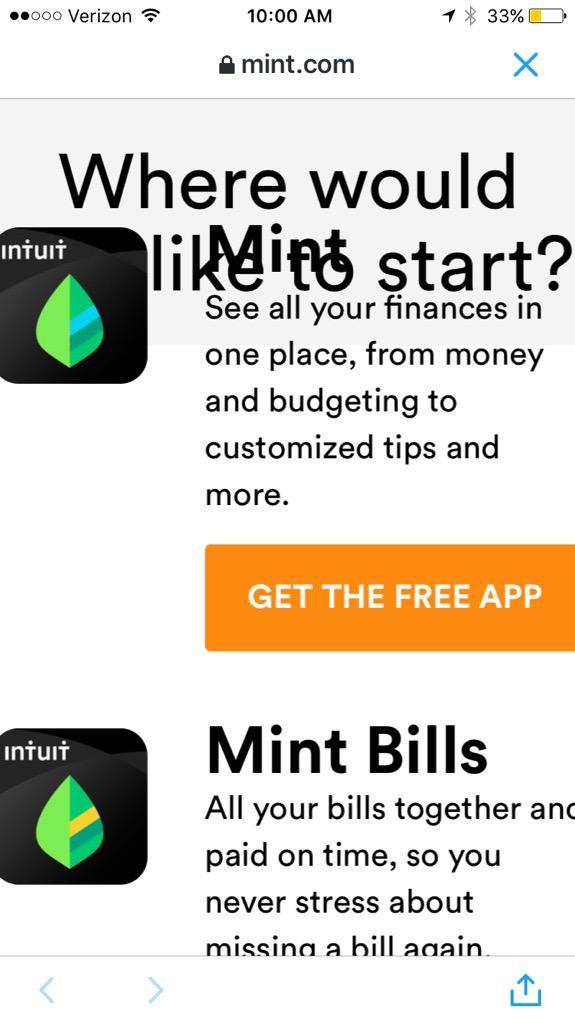 Verizon 10:00 AM 33%
mint.com
Where would
like to start?
intuit
Mint
See all your finances in
one place, from money
and budgeting to
customized tips and
more.
GET THE FREE APP
intuit
Mint Bills
All your bills together and
paid on time, so you
never stress about
missing a bill again.